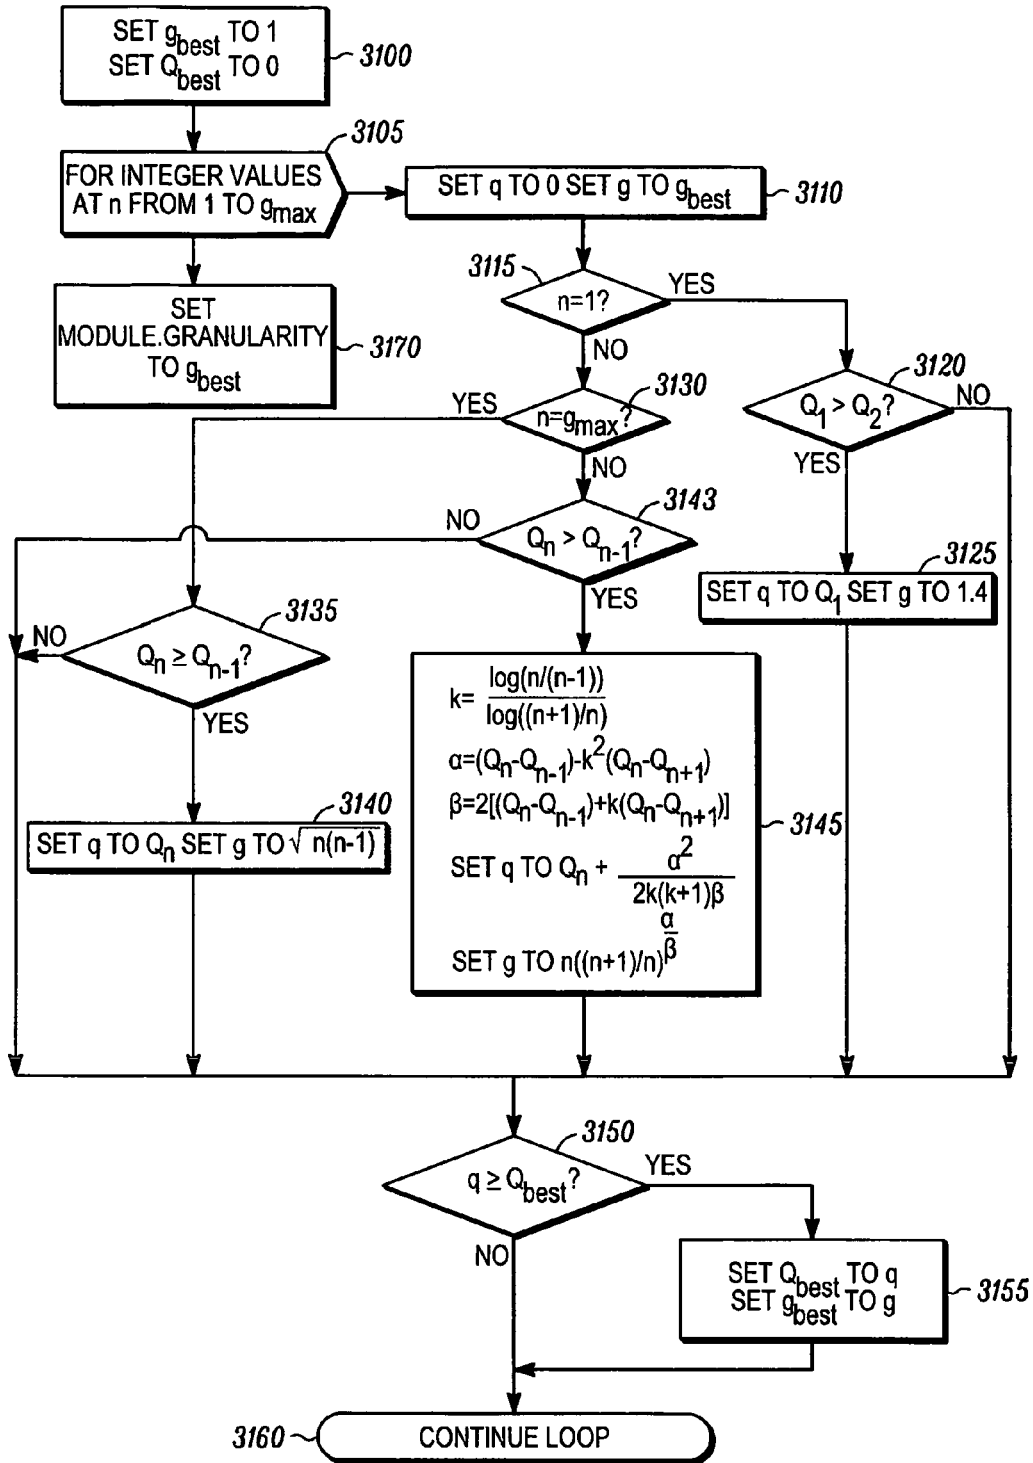 SET g_best TO 1
SET Q_best TO 0
3100
3105
FOR INTEGER VALUES
AT n FROM 1 TO g_max
SET q TO 0 SET g TO g_best
3110
SET
MODULE.GRANULARITY
TO g_best
3170
3115
n=1?
YES
NO
3120
Q_1 > Q_2?
NO
YES
3130
n=g_max?
YES
NO
3143
Q_n > Q_n-1?
NO
YES
3125
SET q TO Q_1 SET g TO 1.4
3135
Q_n ≥ Q_n-1?
NO
YES
3140
SET q TO Q_n SET g TO √n(n-1)
k= log(n/(n-1)) / log((n+1)/n)
α=(Q_n-Q_n-1)-k^2(Q_n-Q_n+1)
β=2[(Q_n-Q_n-1)+k(Q_n-Q_n+1)]
SET q TO Q_n + α^2 / 2k(k+1)β
SET g TO n((n+1)/n)^α/β
3145
3150
q ≥ Q_best?
YES
NO
SET Q_best TO q
SET g_best TO g
3155
3160
CONTINUE LOOP